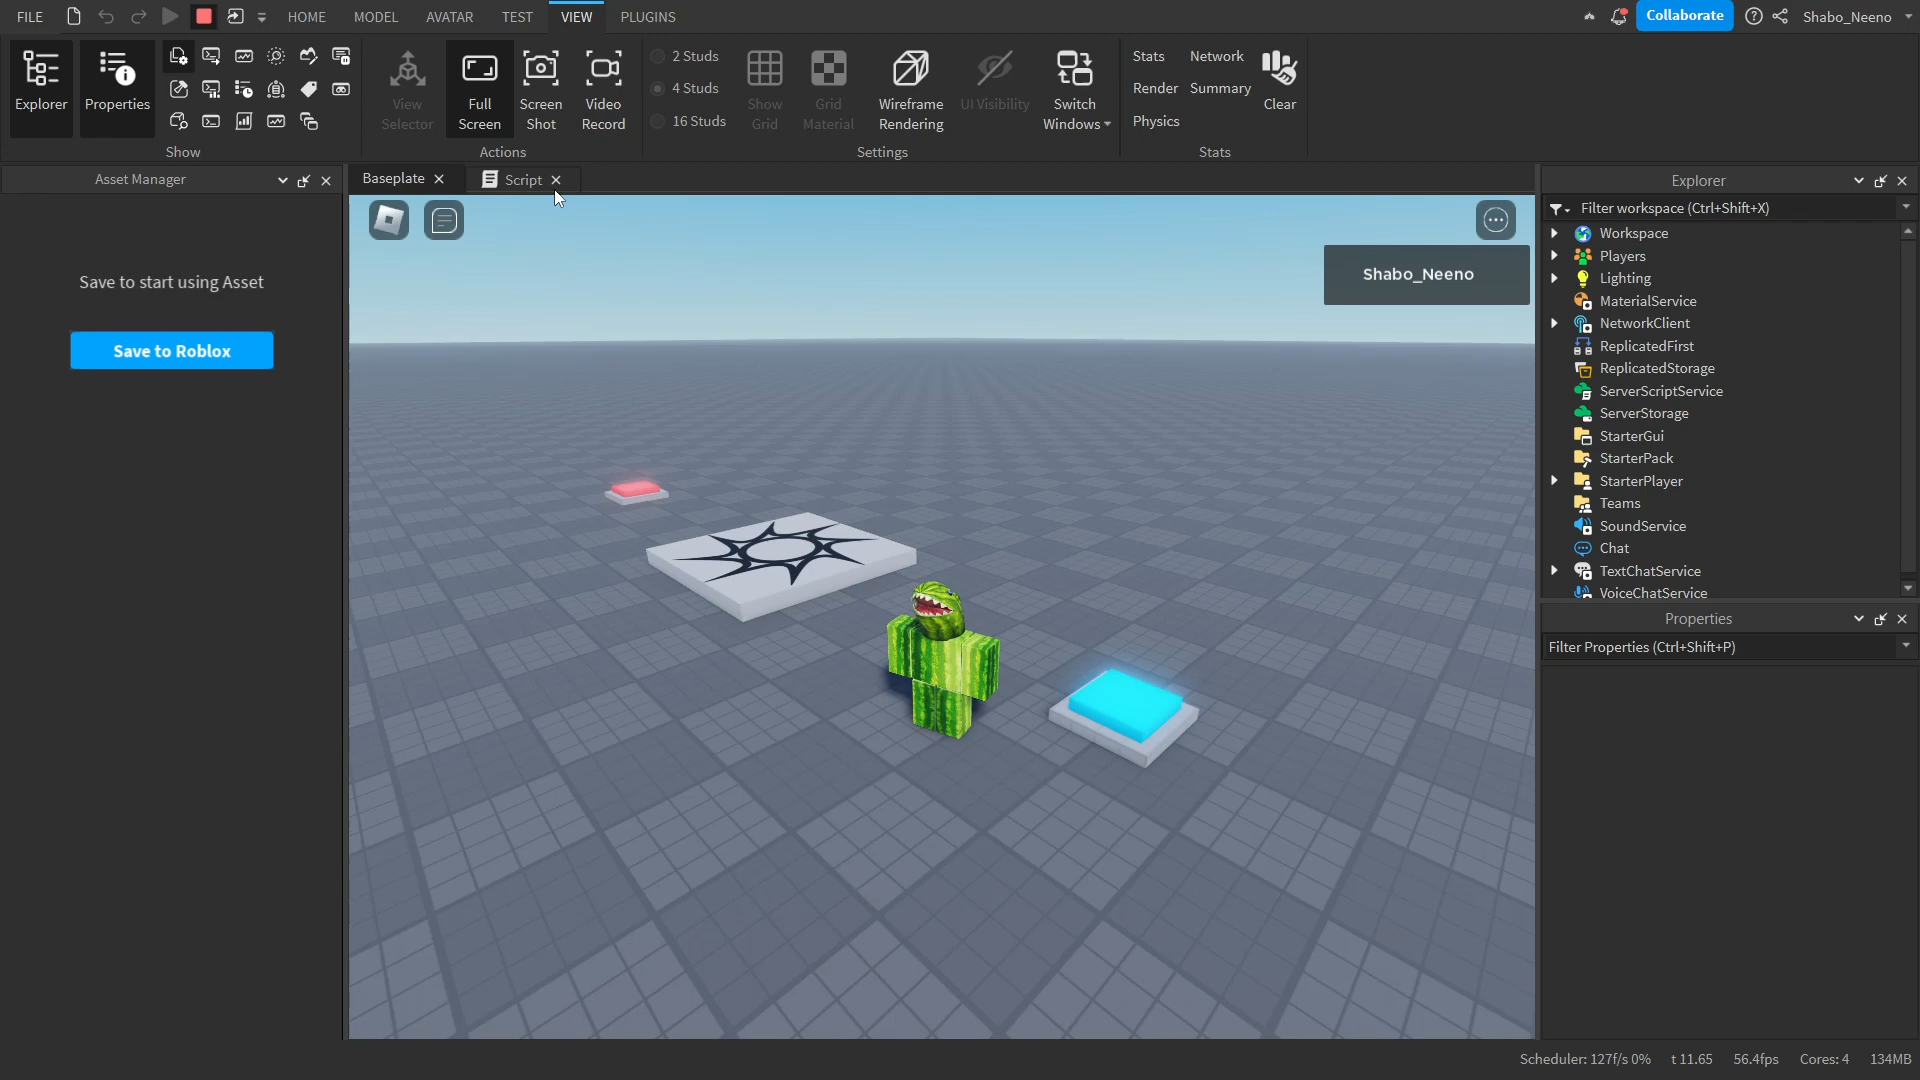 FILE
HOME
MODEL
AVATAR
TEST
VIEW
PLUGINS
Collaborate
Shabo_Neeno
Explorer
Properties
Show
View
Selector
Full
Screen
Screen
Shot
Video
Record
Actions
2 Studs
4 Studs
16 Studs
Show
Grid
Grid
Material
Wireframe
Rendering
UI Visibility
Switch
Windows
Settings
Stats
Network
Render
Summary
Physics
Clear
Stats
Asset Manager
Save to start using Asset
Save to Roblox
Baseplate
Script
Shabo_Neeno
Explorer
Filter workspace (Ctrl+Shift+X)
Workspace
Players
Lighting
MaterialService
NetworkClient
ReplicatedFirst
ReplicatedStorage
ServerScriptService
ServerStorage
StarterGui
StarterPack
StarterPlayer
Teams
SoundService
Chat
TextChatService
VoiceChatService
Properties
Filter Properties (Ctrl+Shift+P)
Scheduler: 127f/s 0%
t 11.65
56.4fps
Cores: 4
134MB